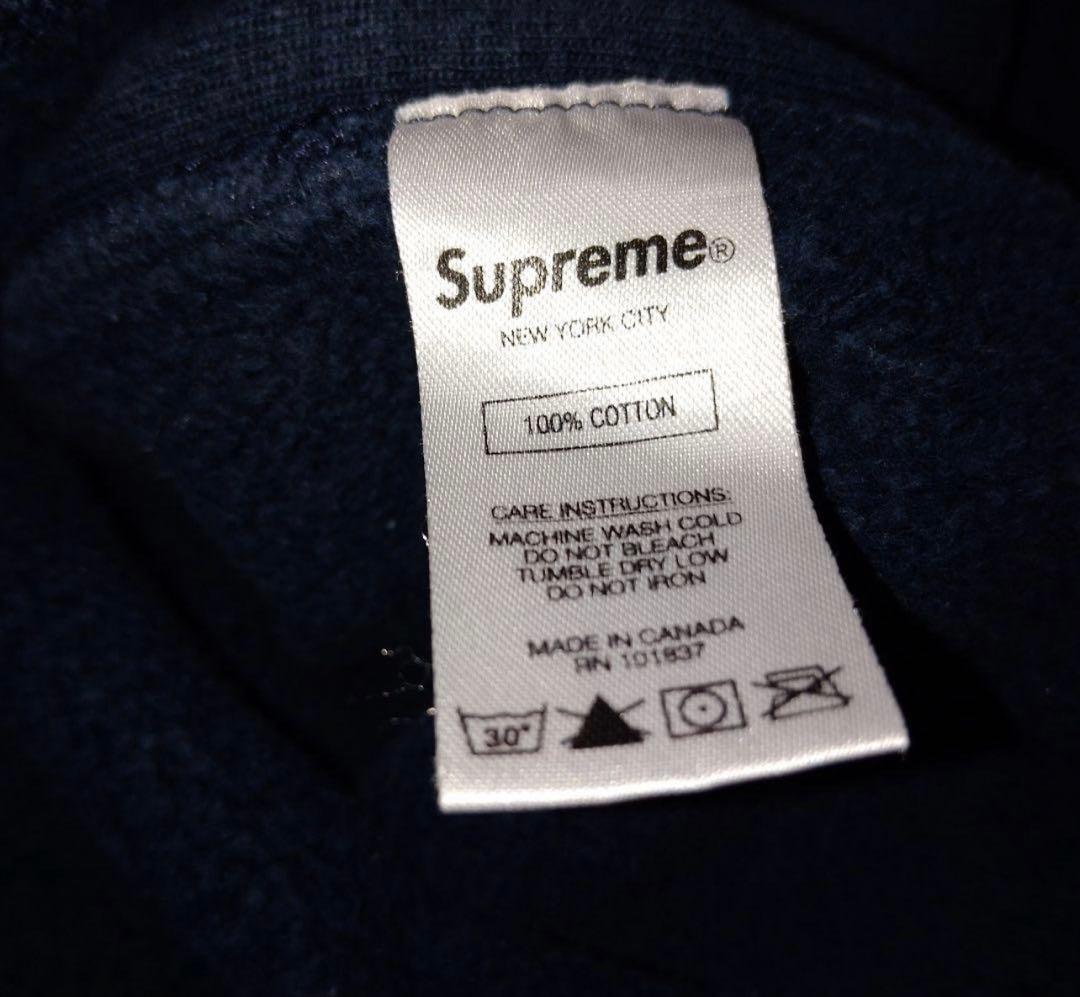 Supreme®
NEW YORK CITY
100% COTTON
CARE INSTRUCTIONS:
MACHINE WASH COLD
DO NOT BLEACH
TUMBLE DRY LOW
DO NOT IRON
MADE IN CANADA
RN 101837
30°